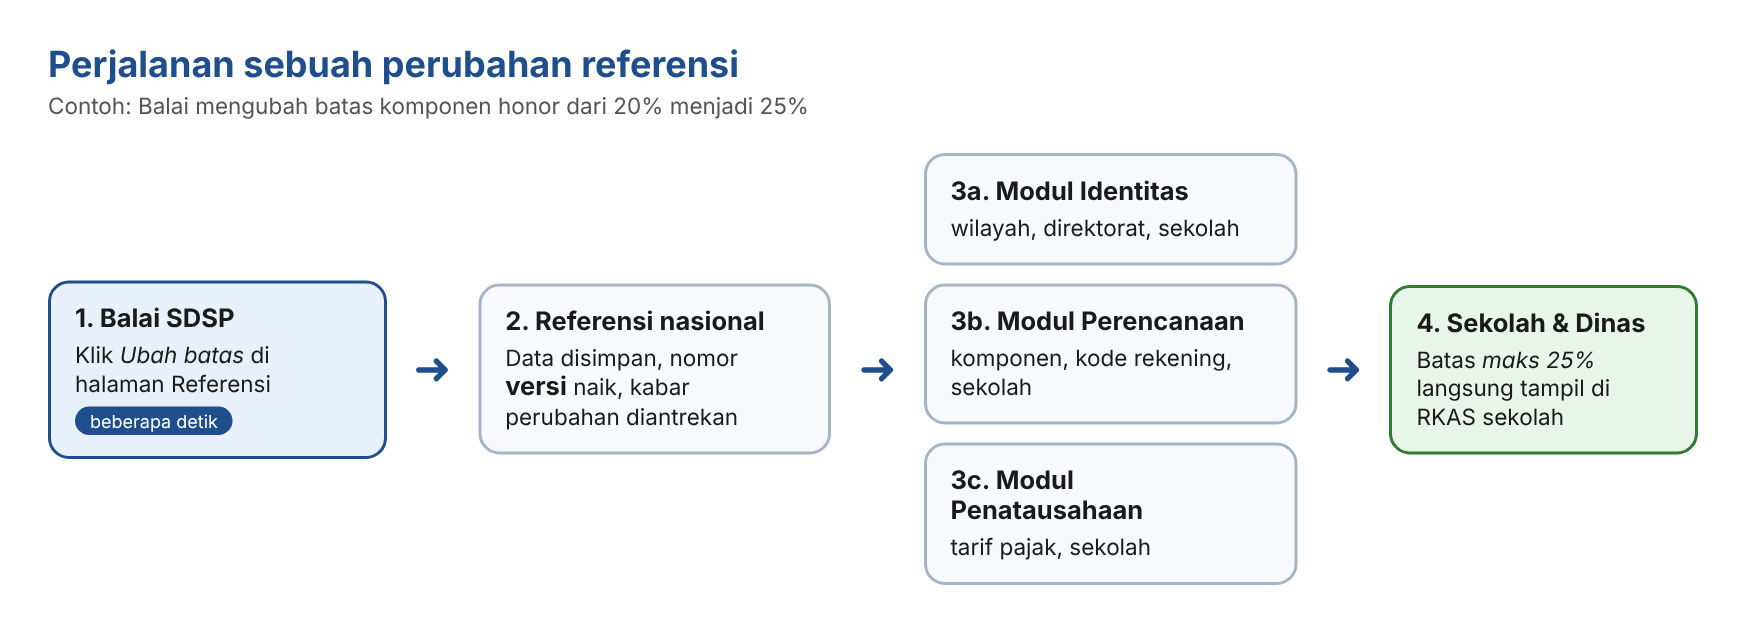 Perjalanan sebuah perubahan referensi
Contoh: Balai mengubah batas komponen honor dari 20% menjadi 25%
1. Balai SDSP
Klik Ubah batas di
halaman Referensi
beberapa detik
2. Referensi nasional
Data disimpan, nomor
versi naik, kabar
perubahan diantrekan
3a. Modul Identitas
wilayah, direktorat, sekolah
3b. Modul Perencanaan
komponen, kode rekening,
sekolah
3c. Modul
Penatausahaan
tarif pajak, sekolah
4. Sekolah & Dinas
Batas maks 25%
langsung tampil di
RKAS sekolah